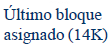 Último bloque
asignado (14K)